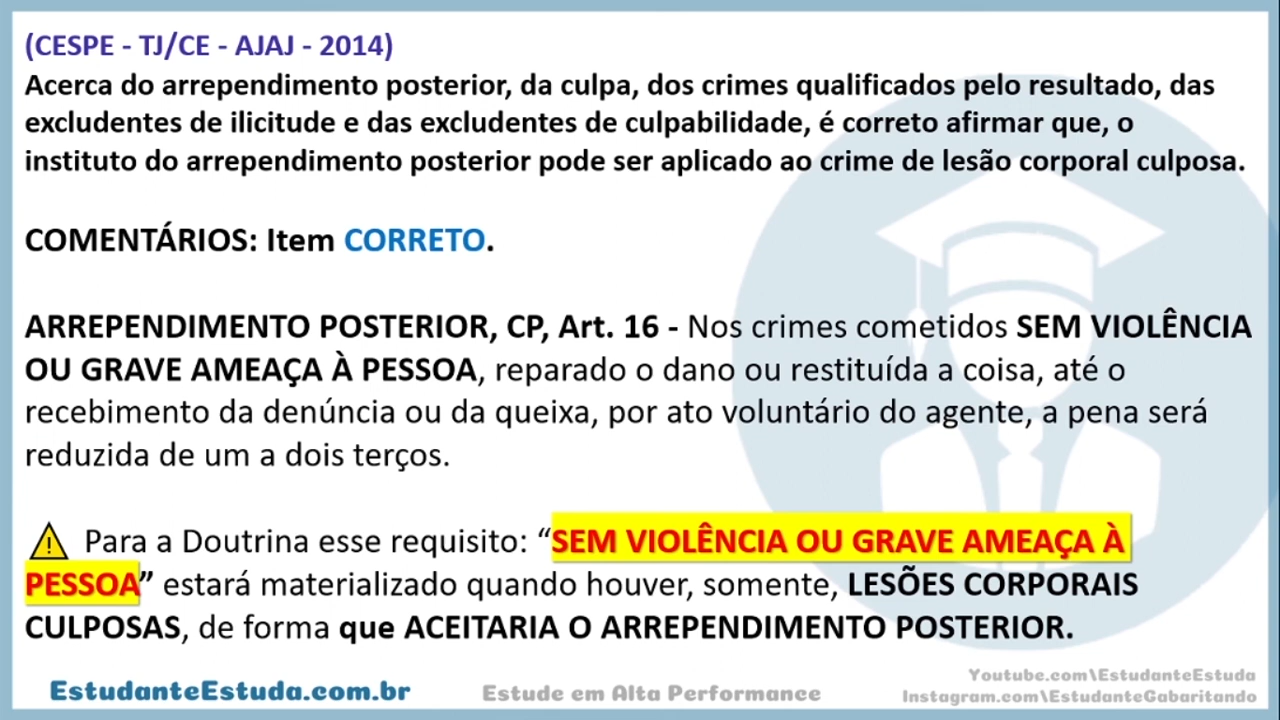 (CESPE - TJ/CE - AJAJ - 2014)
Acerca do arrependimento posterior, da culpa, dos crimes qualificados pelo resultado, das
excludentes de ilicitude e das excludentes de culpabilidade, é correto afirmar que, o
instituto do arrependimento posterior pode ser aplicado ao crime de lesão corporal culposa.
COMENTÁRIOS: Item CORRETO.
ARREPENDIMENTO POSTERIOR, CP, Art. 16 - Nos crimes cometidos SEM VIOLÊNCIA
OU GRAVE AMEAÇA À PESSOA, reparado o dano ou restituída a coisa, até o
recebimento da denúncia ou da queixa, por ato voluntário do agente, a pena será
reduzida de um a dois terços.
⚠ Para a Doutrina esse requisito: “SEM VIOLÊNCIA OU GRAVE AMEAÇA À
PESSOA” estará materializado quando houver, somente, LESÕES CORPORAIS
CULPOSAS, de forma que ACEITARIA O ARREPENDIMENTO POSTERIOR.
EstudanteEstuda.com.br
Estude em Alta Performance
Youtube.com\EstudanteEstuda
Instagram.com\EstudanteGabaritando